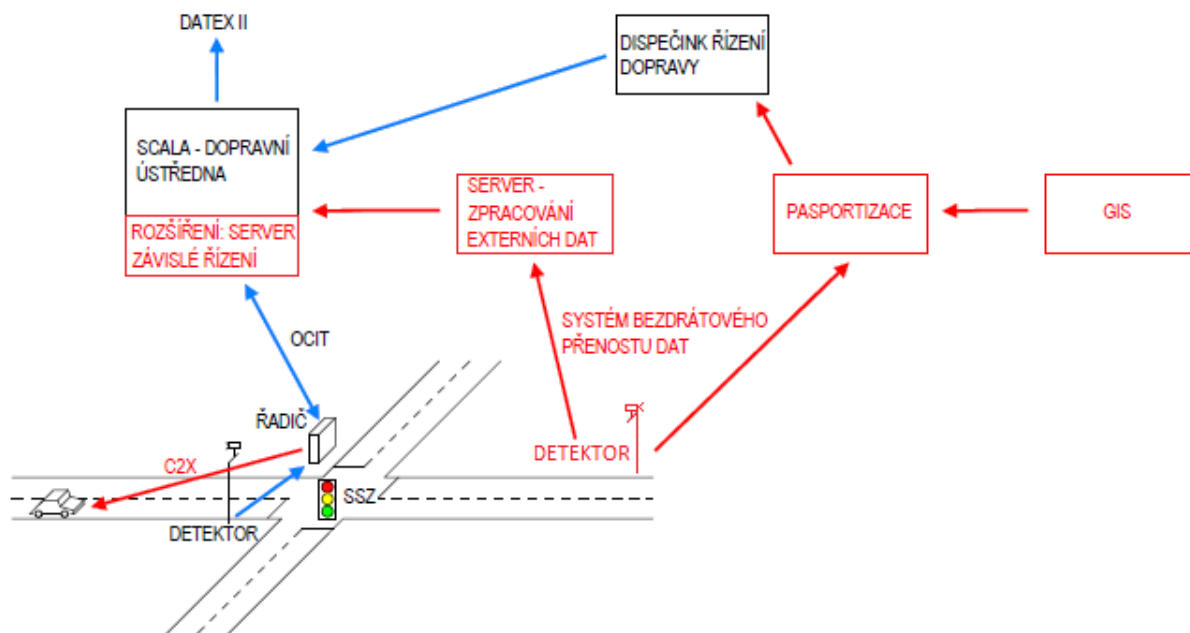 DATEX II
DISPEČINK ŘÍZENÍ
DOPRAVY
SCALA - DOPRAVNÍ
ÚSTŘEDNA
ROZŠÍŘENÍ: SERVER
ZÁVISLÉ ŘÍZENÍ
SERVER -
ZPRACOVÁNÍ
EXTERNÍCH DAT
PASPORTIZACE
GIS
SYSTÉM BEZDRÁTOVÉHO
PŘENOSTU DAT
OCIT
ŘADIČ
DETEKTOR
C2X
SSZ
DETEKTOR